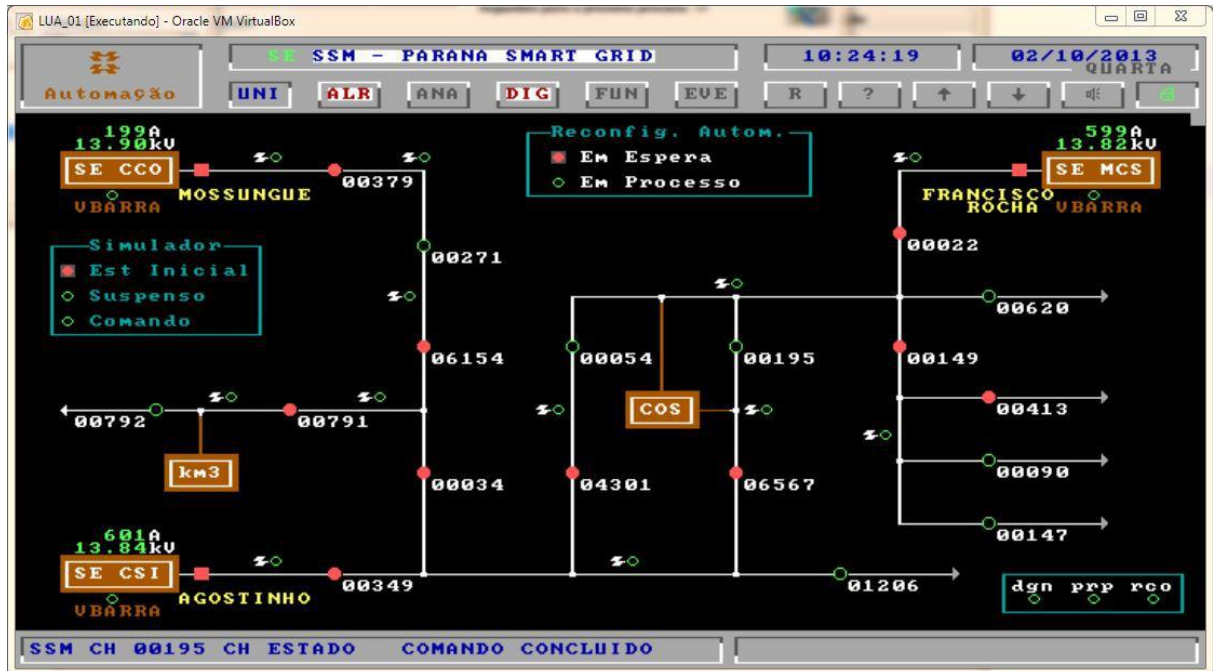 LUA_01 [Executando] - Oracle VM VirtualBox
SE SSM - PARANA SMART GRID
10:24:19
02/10/2013
QUARTA
Automação
UNI ALR ANA DIG FUN EVE R ?
199A
13.90kV
SE CCO
VBARRA
MOSSUNGUE
00379
Reconfig. Autom.
Em Espera
Em Processo
599A
13.82kV
SE MCS
FRANCISCO
ROCHA
VBARRA
00022
Simulador
Est Inicial
Suspenso
Comando
00271
00620
06154
00054
00195
00149
00792
00791
COS
00413
km3
00034
04301
06567
00090
00147
601A
13.84kV
SE CSI
VBARRA
AGOSTINHO
00349
01206
dgn prp rco
SSM CH 00195 CH ESTADO COMANDO CONCLUIDO